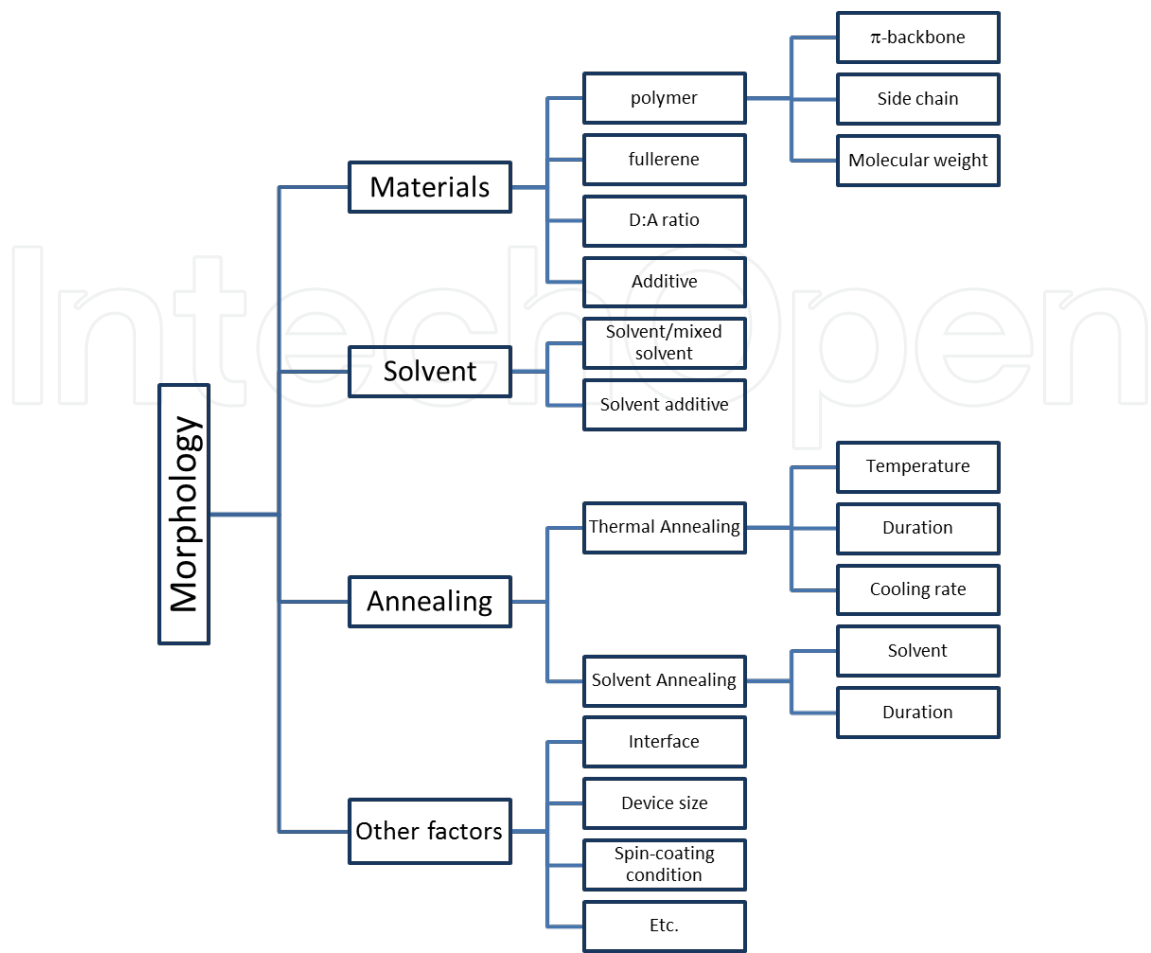 Morphology
Materials
polymer
π-backbone
Side chain
Molecular weight
fullerene
D:A ratio
Additive
Solvent
Solvent/mixed
solvent
Solvent additive
Annealing
Thermal Annealing
Temperature
Duration
Cooling rate
Solvent Annealing
Solvent
Duration
Other factors
Interface
Device size
Spin-coating
condition
Etc.
IntechOpen